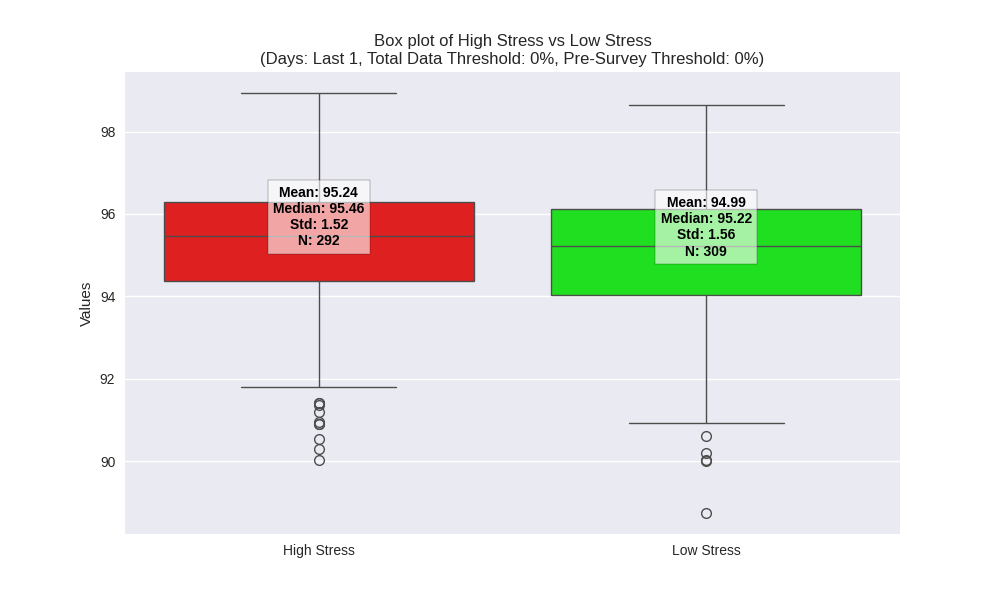 Box plot of High Stress vs Low Stress
(Days: Last 1, Total Data Threshold: 0%, Pre-Survey Threshold: 0%)
Values
98
96
94
92
90
Mean: 95.24
Median: 95.46
Std: 1.52
N: 292
Mean: 94.99
Median: 95.22
Std: 1.56
N: 309
High Stress
Low Stress